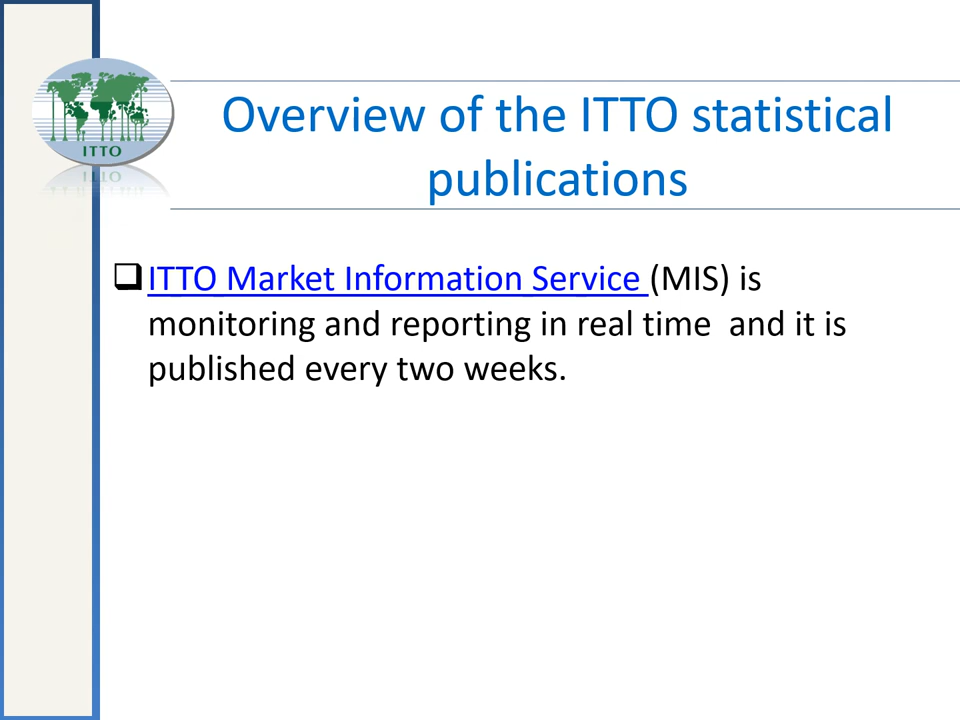 ITTO
Overview of the ITTO statistical
publications
ITTO Market Information Service (MIS) is
monitoring and reporting in real time  and it is
published every two weeks.